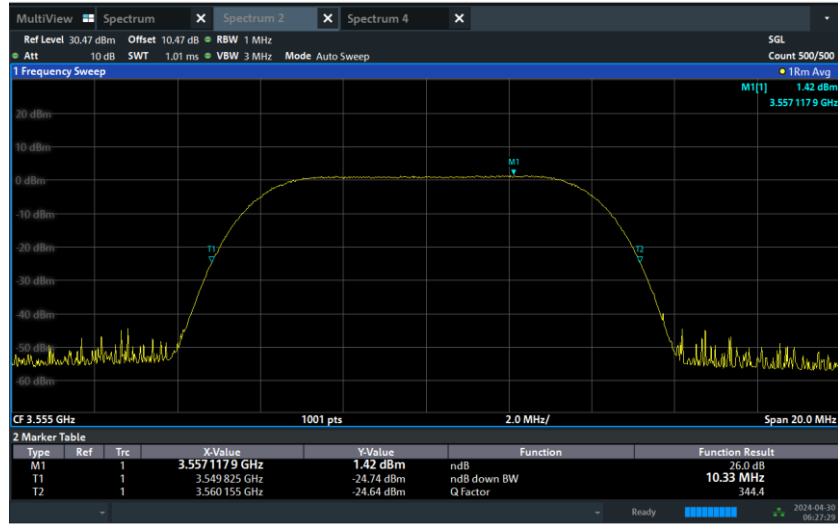 MultiView Spectrum X Spectrum 2 X Spectrum 4 X
Ref Level 30.47 dBm Offset 10.47 dB RBW 1 MHz SGL
Att 10 dB SWT 1.01 ms VBW 3 MHz Mode Auto Sweep Count 500/500
1 Frequency Sweep 1Rm Avg
M1[1] 1.42 dBm
3.557 117 9 GHz
20 dBm
10 dBm
M1
0 dBm
-10 dBm
-20 dBm
T1 T2
-30 dBm
-40 dBm
-50 dBm
-60 dBm
CF 3.555 GHz 1001 pts 2.0 MHz/ Span 20.0 MHz
2 Marker Table
Type Ref Trc X-Value Y-Value Function Function Result
M1 1 3.557 117 9 GHz 1.42 dBm ndB 26.0 dB
T1 1 3.549 825 GHz -24.74 dBm ndB down BW 10.33 MHz
T2 1 3.560 155 GHz -24.64 dBm Q Factor 344.4
Ready 2024-04-30
06:27:29